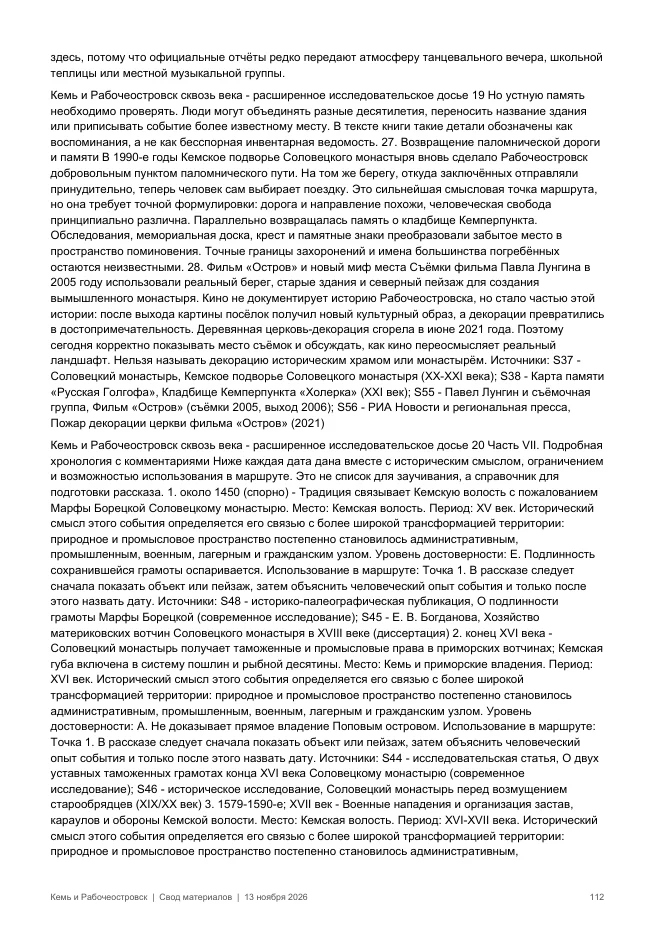 здесь, потому что официальные отчёты редко передают атмосферу танцевального вечера, школьной
теплицы или местной музыкальной группы.
Кемь и Рабочеостровск сквозь века - расширенное исследовательское досье 19 Но устную память
необходимо проверять. Люди могут объединять разные десятилетия, переносить название здания
или приписывать событие более известному месту. В тексте книги такие детали обозначены как
воспоминания, а не как бесспорная инвентарная ведомость. 27. Возвращение паломнической дороги
и памяти В 1990-е годы Кемское подворье Соловецкого монастыря вновь сделало Рабочеостровск
добровольным пунктом паломнического пути. На том же берегу, откуда заключённых отправляли
принудительно, теперь человек сам выбирает поездку. Это сильнейшая смысловая точка маршрута,
но она требует точной формулировки: дорога и направление похожи, человеческая свобода
принципиально различна. Параллельно возвращалась память о кладбище Кемперпункта.
Обследования, мемориальная доска, крест и памятные знаки преобразовали забытое место в
пространство поминовения. Точные границы захоронений и имена большинства погребённых
остаются неизвестными. 28. Фильм «Остров» и новый миф места Съёмки фильма Павла Лунгина в
2005 году использовали реальный берег, старые здания и северный пейзаж для создания
вымышленного монастыря. Кино не документирует историю Рабочеостровска, но стало частью этой
истории: после выхода картины посёлок получил новый культурный образ, а декорации превратились
в достопримечательность. Деревянная церковь-декорация сгорела в июне 2021 года. Поэтому
сегодня корректно показывать место съёмок и обсуждать, как кино переосмысляет реальный
ландшафт. Нельзя называть декорацию историческим храмом или монастырём. Источники: S37 -
Соловецкий монастырь, Кемское подворье Соловецкого монастыря (XX-XXI века); S38 - Карта памяти
«Русская Голгофа», Кладбище Кемперпункта «Холерка» (XXI век); S55 - Павел Лунгин и съёмочная
группа, Фильм «Остров» (съёмки 2005, выход 2006); S56 - РИА Новости и региональная пресса,
Пожар декорации церкви фильма «Остров» (2021)
Кемь и Рабочеостровск сквозь века - расширенное исследовательское досье 20 Часть VII. Подробная
хронология с комментариями Ниже каждая дата дана вместе с историческим смыслом, ограничением
и возможностью использования в маршруте. Это не список для заучивания, а справочник для
подготовки рассказа. 1. около 1450 (спорно) - Традиция связывает Кемскую волость с пожалованием
Марфы Борецкой Соловецкому монастырю. Место: Кемская волость. Период: XV век. Исторический
смысл этого события определяется его связью с более широкой трансформацией территории:
природное и промысловое пространство постепенно становилось административным,
промышленным, военным, лагерным и гражданским узлом. Уровень достоверности: E. Подлинность
сохранившейся грамоты оспаривается. Использование в маршруте: Точка 1. В рассказе следует
сначала показать объект или пейзаж, затем объяснить человеческий опыт события и только после
этого назвать дату. Источники: S48 - историко-палеографическая публикация, О подлинности
грамоты Марфы Борецкой (современное исследование); S45 - Е. В. Богданова, Хозяйство
материковских вотчин Соловецкого монастыря в XVIII веке (диссертация) 2. конец XVI века -
Соловецкий монастырь получает таможенные и промысловые права в приморских вотчинах; Кемская
губа включена в систему пошлин и рыбной десятины. Место: Кемь и приморские владения. Период:
XVI век. Исторический смысл этого события определяется его связью с более широкой
трансформацией территории: природное и промысловое пространство постепенно становилось
административным, промышленным, военным, лагерным и гражданским узлом. Уровень
достоверности: A. Не доказывает прямое владение Поповым островом. Использование в маршруте:
Точка 1. В рассказе следует сначала показать объект или пейзаж, затем объяснить человеческий
опыт события и только после этого назвать дату. Источники: S44 - исследовательская статья, О двух
уставных таможенных грамотах конца XVI века Соловецкому монастырю (современное
исследование); S46 - историческое исследование, Соловецкий монастырь перед возмущением
старообрядцев (XIX/XX век) 3. 1579-1590-е; XVII век - Военные нападения и организация застав,
караулов и обороны Кемской волости. Место: Кемская волость. Период: XVI-XVII века. Исторический
смысл этого события определяется его связью с более широкой трансформацией территории:
природное и промысловое пространство постепенно становилось административным,
Кемь и Рабочеостровск | Свод материалов | 13 ноября 2026
112